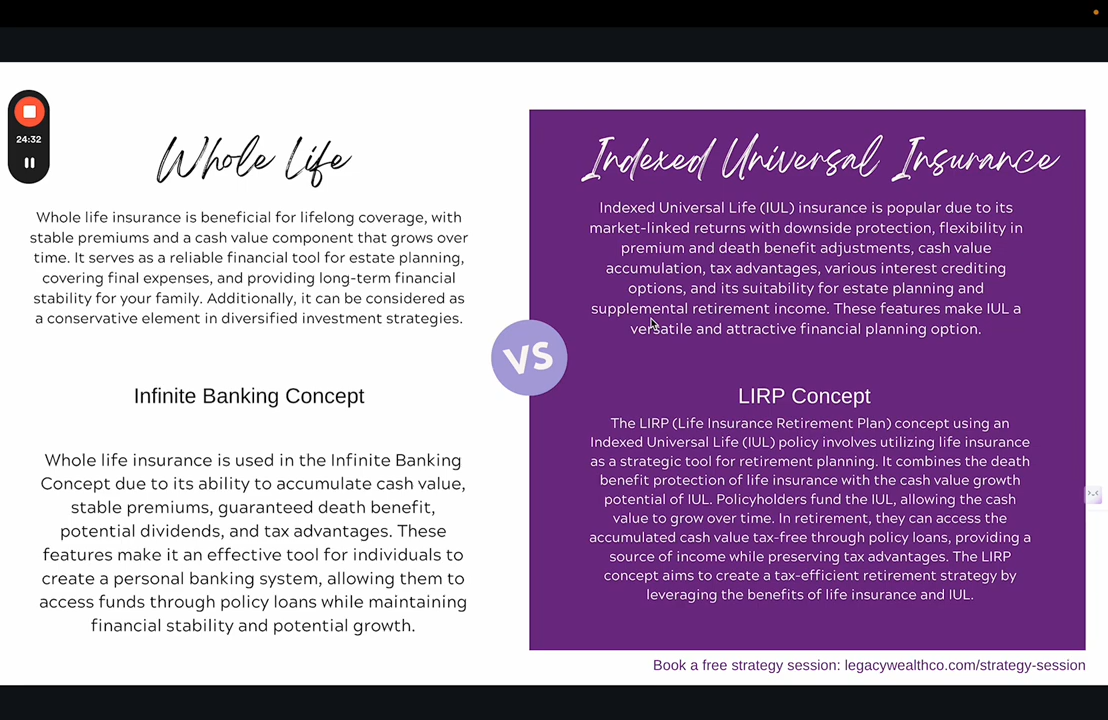 24:32
Whole Life
Whole life insurance is beneficial for lifelong coverage, with
stable premiums and a cash value component that grows over
time. It serves as a reliable financial tool for estate planning,
covering final expenses, and providing long-term financial
stability for your family. Additionally, it can be considered as
a conservative element in diversified investment strategies.
Infinite Banking Concept
Whole life insurance is used in the Infinite Banking
Concept due to its ability to accumulate cash value,
stable premiums, guaranteed death benefit,
potential dividends, and tax advantages. These
features make it an effective tool for individuals to
create a personal banking system, allowing them to
access funds through policy loans while maintaining
financial stability and potential growth.
VS
Indexed Universal Insurance
Indexed Universal Life (IUL) insurance is popular due to its
market-linked returns with downside protection, flexibility in
premium and death benefit adjustments, cash value
accumulation, tax advantages, various interest crediting
options, and its suitability for estate planning and
supplemental retirement income. These features make IUL a
versatile and attractive financial planning option.
LIRP Concept
The LIRP (Life Insurance Retirement Plan) concept using an
Indexed Universal Life (IUL) policy involves utilizing life insurance
as a strategic tool for retirement planning. It combines the death
benefit protection of life insurance with the cash value growth
potential of IUL. Policyholders fund the IUL, allowing the cash
value to grow over time. In retirement, they can access the
accumulated cash value tax-free through policy loans, providing a
source of income while preserving tax advantages. The LIRP
concept aims to create a tax-efficient retirement strategy by
leveraging the benefits of life insurance and IUL.
Book a free strategy session: legacywealthco.com/strategy-session